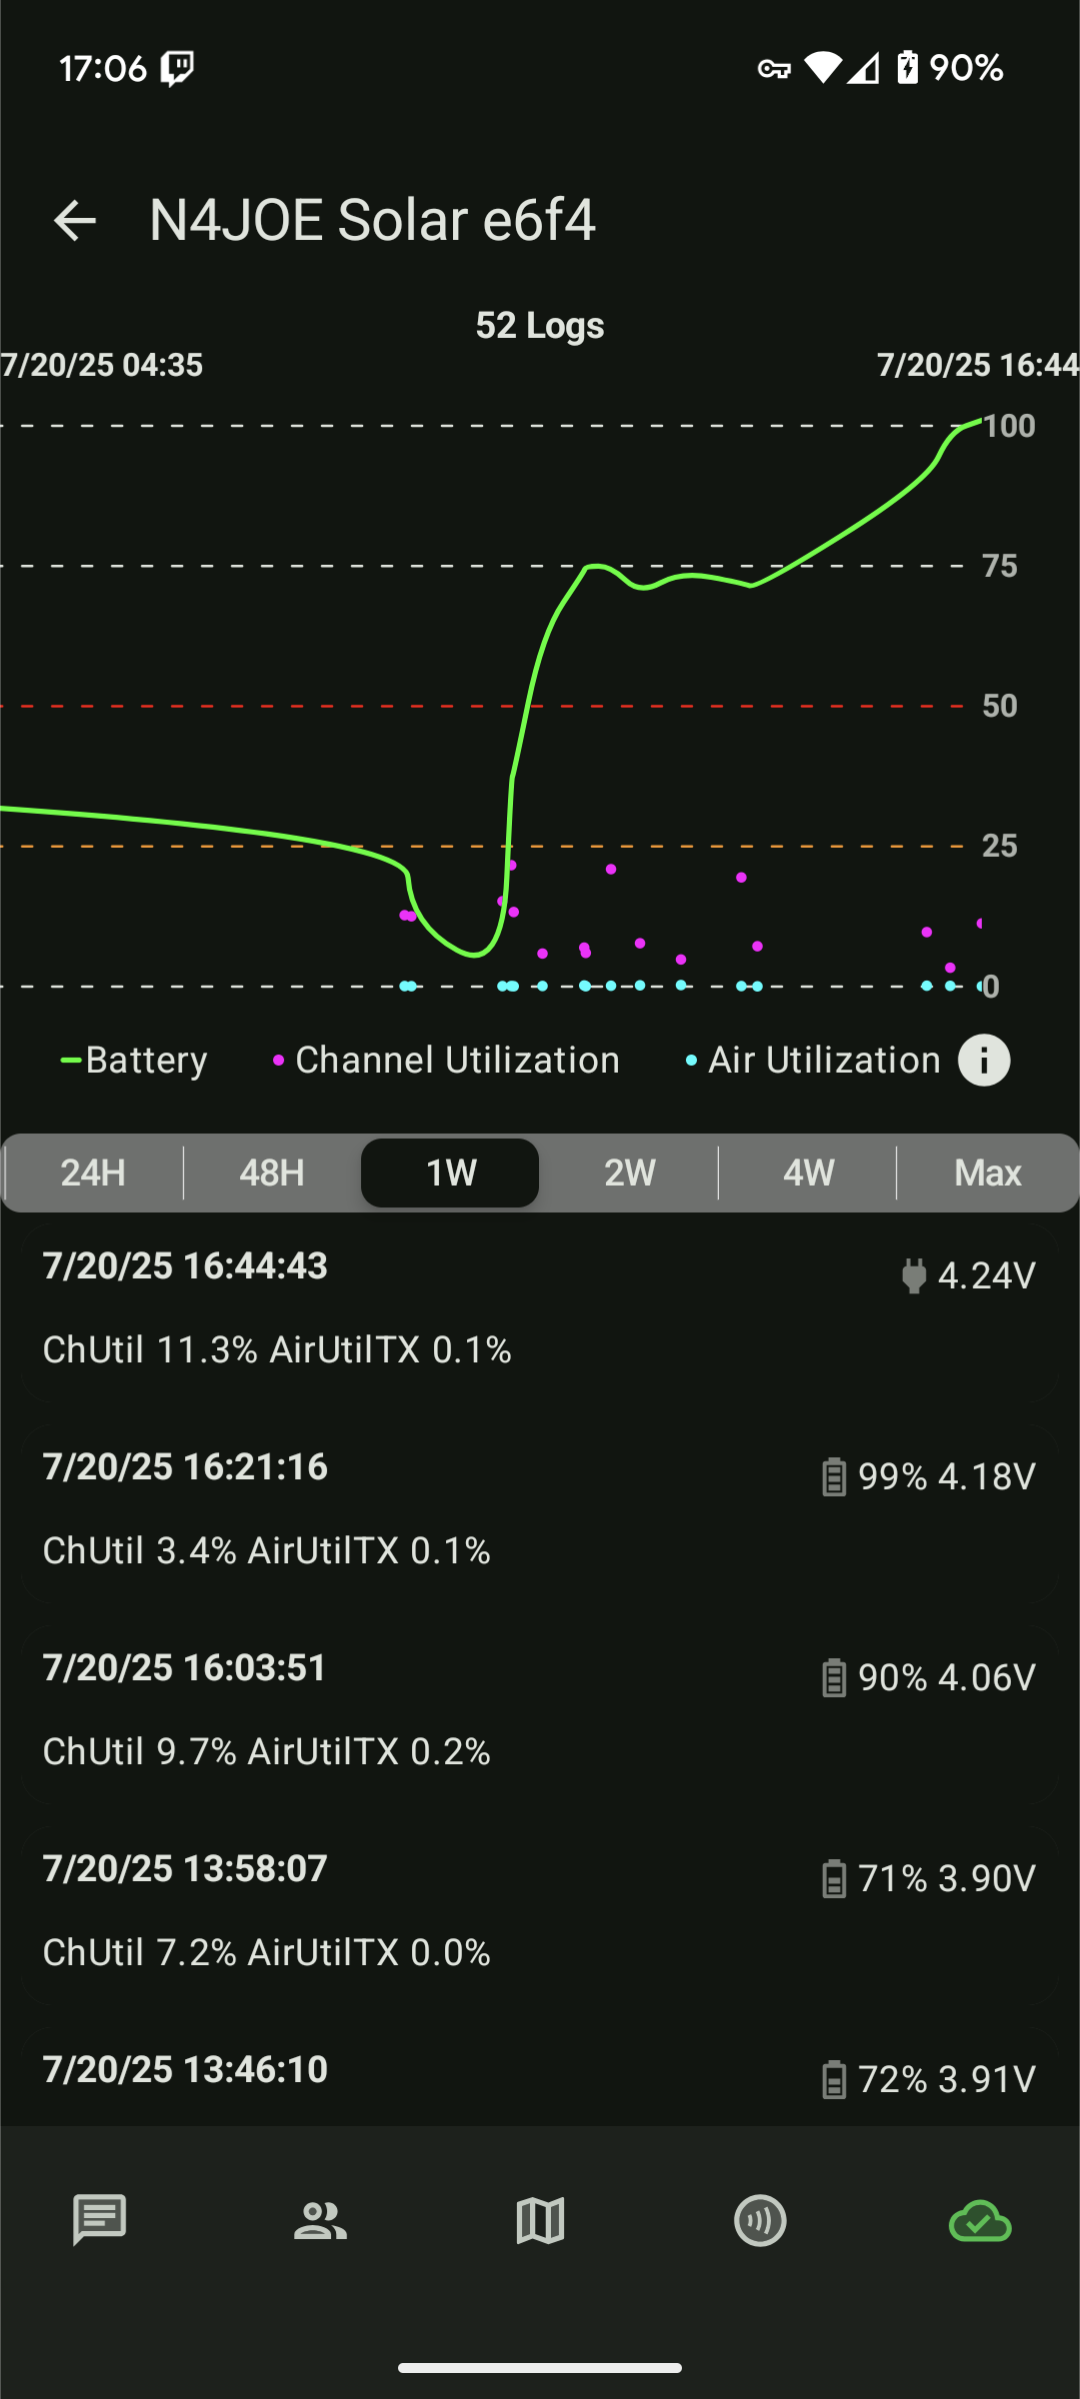 17:06 90%
N4JOE Solar e6f4
52 Logs
7/20/25 04:35 7/20/25 16:44
100
75
50
25
0
Battery Channel Utilization Air Utilization
24H 48H 1W 2W 4W Max
7/20/25 16:44:43 4.24V
ChUtil 11.3% AirUtilTX 0.1%
7/20/25 16:21:16 99% 4.18V
ChUtil 3.4% AirUtilTX 0.1%
7/20/25 16:03:51 90% 4.06V
ChUtil 9.7% AirUtilTX 0.2%
7/20/25 13:58:07 71% 3.90V
ChUtil 7.2% AirUtilTX 0.0%
7/20/25 13:46:10 72% 3.91V